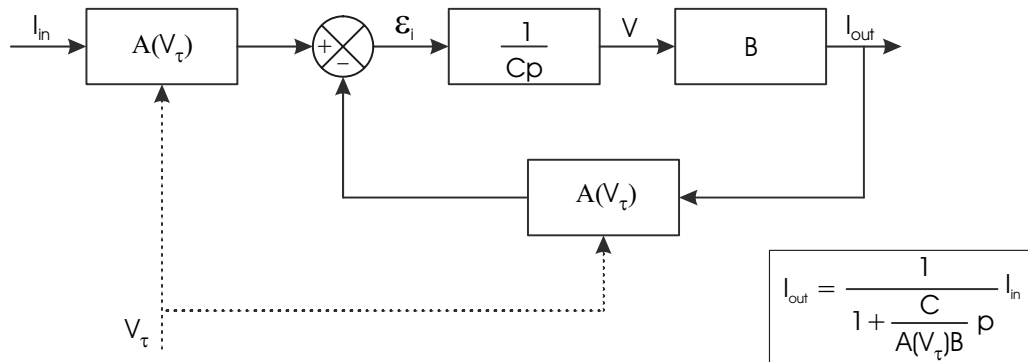 I_in
A(V_τ)
+
−
ε_i
1
Cp
V
B
I_out
A(V_τ)
V_τ
I_out = 1 / (1 + C / (A(V_τ)B) p) I_in